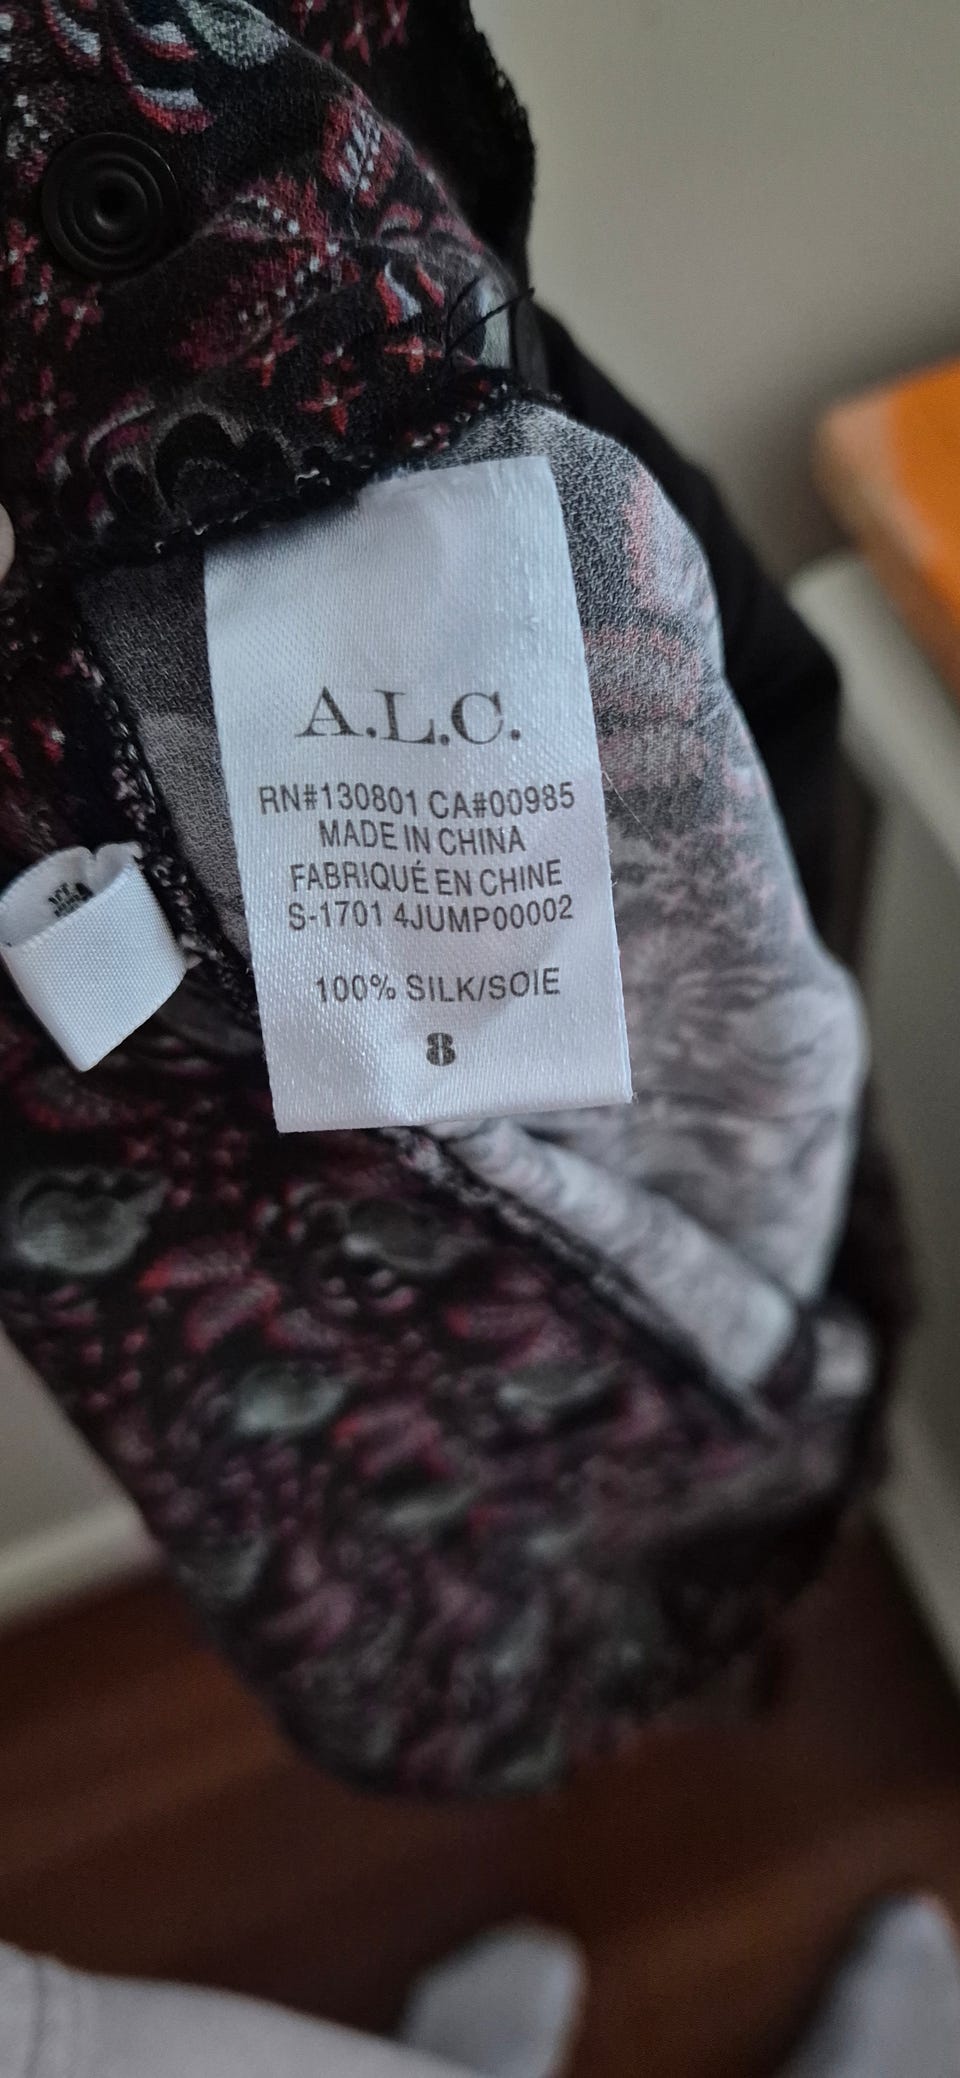 A.L.C.
RN#130801 CA#00985
MADE IN CHINA
FABRIQUÉ EN CHINE
S-1701 4JUMP00002
100% SILK/SOIE
8